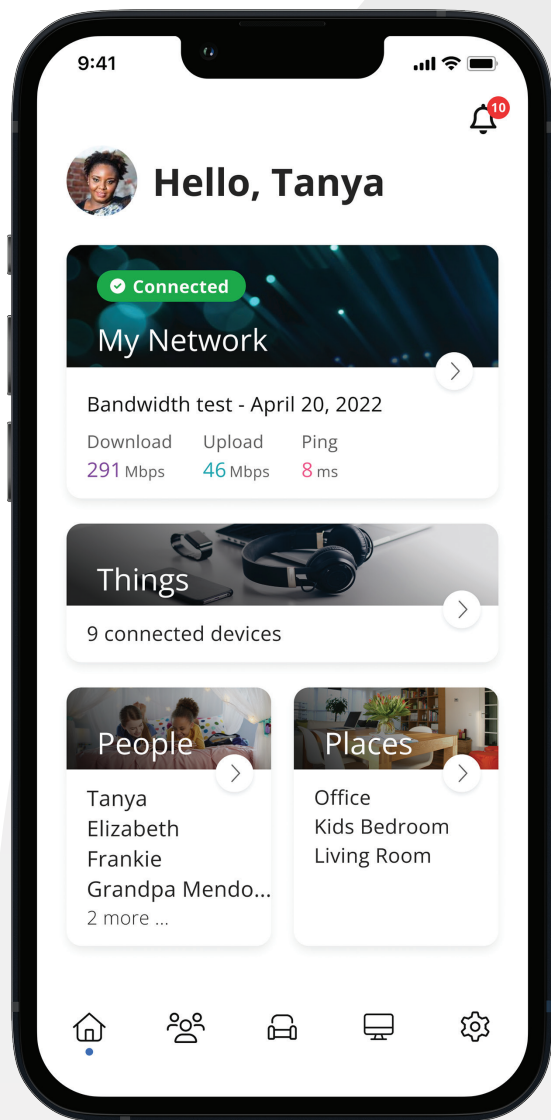 9:41
10
Hello, Tanya
Connected
My Network
Bandwidth test - April 20, 2022
Download Upload Ping
291 Mbps 46 Mbps 8 ms
Things
9 connected devices
People
Tanya
Elizabeth
Frankie
Grandpa Mendo...
2 more ...
Places
Office
Kids Bedroom
Living Room